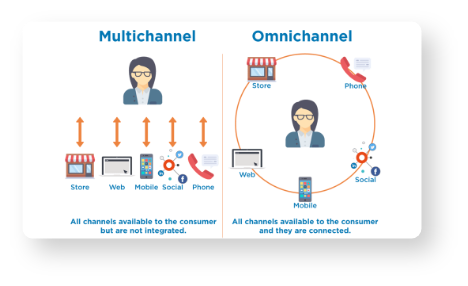 Multichannel
Store
Web
Mobile
Social
Phone
All channels available to the consumer
but are not integrated.
Omnichannel
Store
Phone
Web
Social
Mobile
All channels available to the consumer
and they are connected.